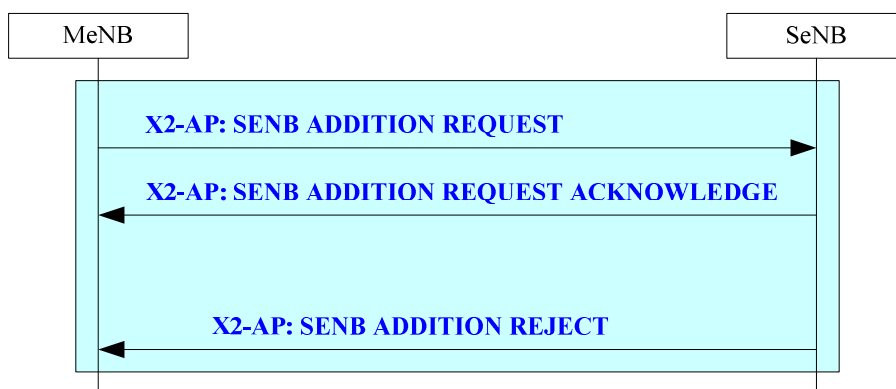 MeNB
SeNB
X2-AP: SENB ADDITION REQUEST
X2-AP: SENB ADDITION REQUEST ACKNOWLEDGE
X2-AP: SENB ADDITION REJECT